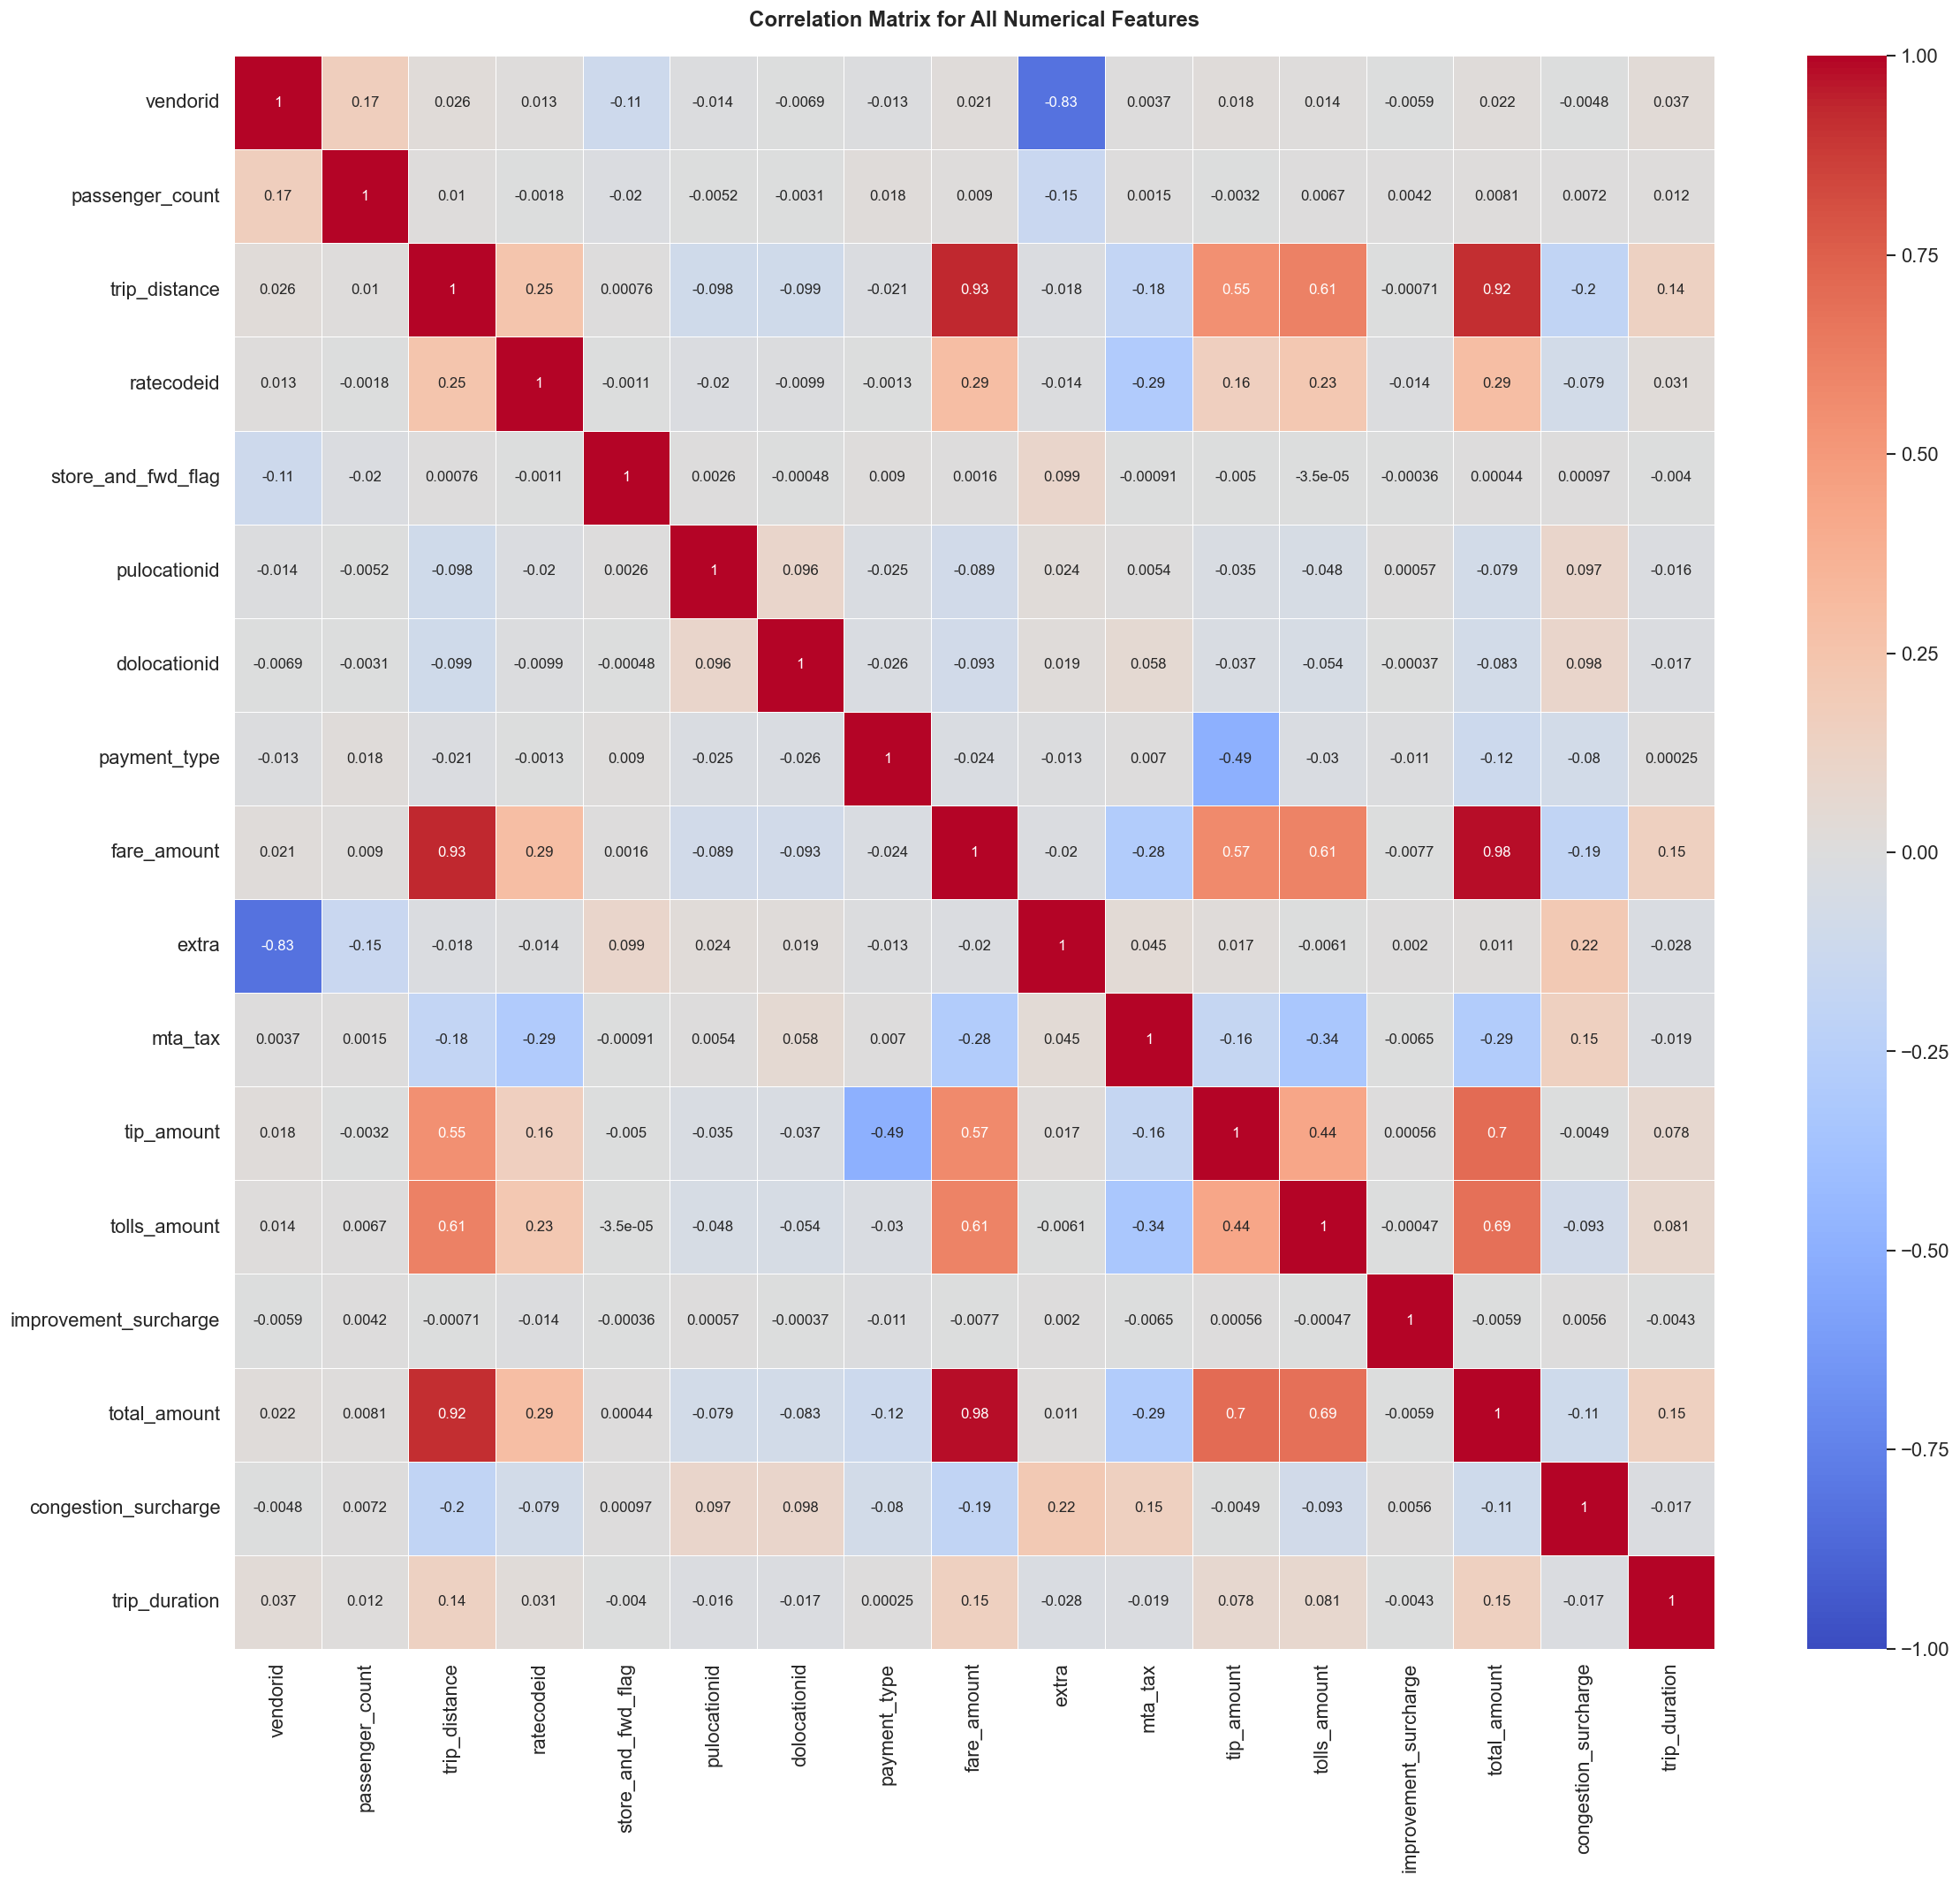 Correlation Matrix for All Numerical Features
vendorid 1 0.17 0.026 0.013 -0.11 -0.014 -0.0069 -0.013 0.021 -0.83 0.0037 0.018 0.014 -0.0059 0.022 -0.0048 0.037
passenger_count 0.17 1 0.01 -0.0018 -0.02 -0.0052 -0.0031 0.018 0.009 -0.15 0.0015 -0.0032 0.0067 0.0042 0.0081 0.0072 0.012
trip_distance 0.026 0.01 1 0.25 0.00076 -0.098 -0.099 -0.021 0.93 -0.018 -0.18 0.55 0.61 -0.00071 0.92 -0.2 0.14
ratecodeid 0.013 -0.0018 0.25 1 -0.0011 -0.02 -0.0099 -0.0013 0.29 -0.014 -0.29 0.16 0.23 -0.014 0.29 -0.079 0.031
store_and_fwd_flag -0.11 -0.02 0.00076 -0.0011 1 0.0026 -0.00048 0.009 0.0016 0.099 -0.00091 -0.005 -3.5e-05 -0.00036 0.00044 0.00097 -0.004
pulocationid -0.014 -0.0052 -0.098 -0.02 0.0026 1 0.096 -0.025 -0.089 0.024 0.0054 -0.035 -0.048 0.00057 -0.079 0.097 -0.016
dolocationid -0.0069 -0.0031 -0.099 -0.0099 -0.00048 0.096 1 -0.026 -0.093 0.019 0.058 -0.037 -0.054 -0.00037 -0.083 0.098 -0.017
payment_type -0.013 0.018 -0.021 -0.0013 0.009 -0.025 -0.026 1 -0.024 -0.013 0.007 -0.49 -0.03 -0.011 -0.12 -0.08 0.00025
fare_amount 0.021 0.009 0.93 0.29 0.0016 -0.089 -0.093 -0.024 1 -0.02 -0.28 0.57 0.61 -0.0077 0.98 -0.19 0.15
extra -0.83 -0.15 -0.018 -0.014 0.099 0.024 0.019 -0.013 -0.02 1 0.045 0.017 -0.0061 0.002 0.011 0.22 -0.028
mta_tax 0.0037 0.0015 -0.18 -0.29 -0.00091 0.0054 0.058 0.007 -0.28 0.045 1 -0.16 -0.34 -0.0065 -0.29 0.15 -0.019
tip_amount 0.018 -0.0032 0.55 0.16 -0.005 -0.035 -0.037 -0.49 0.57 0.017 -0.16 1 0.44 0.00056 0.7 -0.0049 0.078
tolls_amount 0.014 0.0067 0.61 0.23 -3.5e-05 -0.048 -0.054 -0.03 0.61 -0.0061 -0.34 0.44 1 -0.00047 0.69 -0.093 0.081
improvement_surcharge -0.0059 0.0042 -0.00071 -0.014 -0.00036 0.00057 -0.00037 -0.011 -0.0077 0.002 -0.0065 0.00056 -0.00047 1 -0.0059 0.0056 -0.0043
total_amount 0.022 0.0081 0.92 0.29 0.00044 -0.079 -0.083 -0.12 0.98 0.011 -0.29 0.7 0.69 -0.0059 1 -0.11 0.15
congestion_surcharge -0.0048 0.0072 -0.2 -0.079 0.00097 0.097 0.098 -0.08 -0.19 0.22 0.15 -0.0049 -0.093 0.0056 -0.11 1 -0.017
trip_duration 0.037 0.012 0.14 0.031 -0.004 -0.016 -0.017 0.00025 0.15 -0.028 -0.019 0.078 0.081 -0.0043 0.15 -0.017 1
vendorid
passenger_count
trip_distance
ratecodeid
store_and_fwd_flag
pulocationid
dolocationid
payment_type
fare_amount
extra
mta_tax
tip_amount
tolls_amount
improvement_surcharge
total_amount
congestion_surcharge
trip_duration
1.00
0.75
0.50
0.25
0.00
−0.25
−0.50
−0.75
−1.00